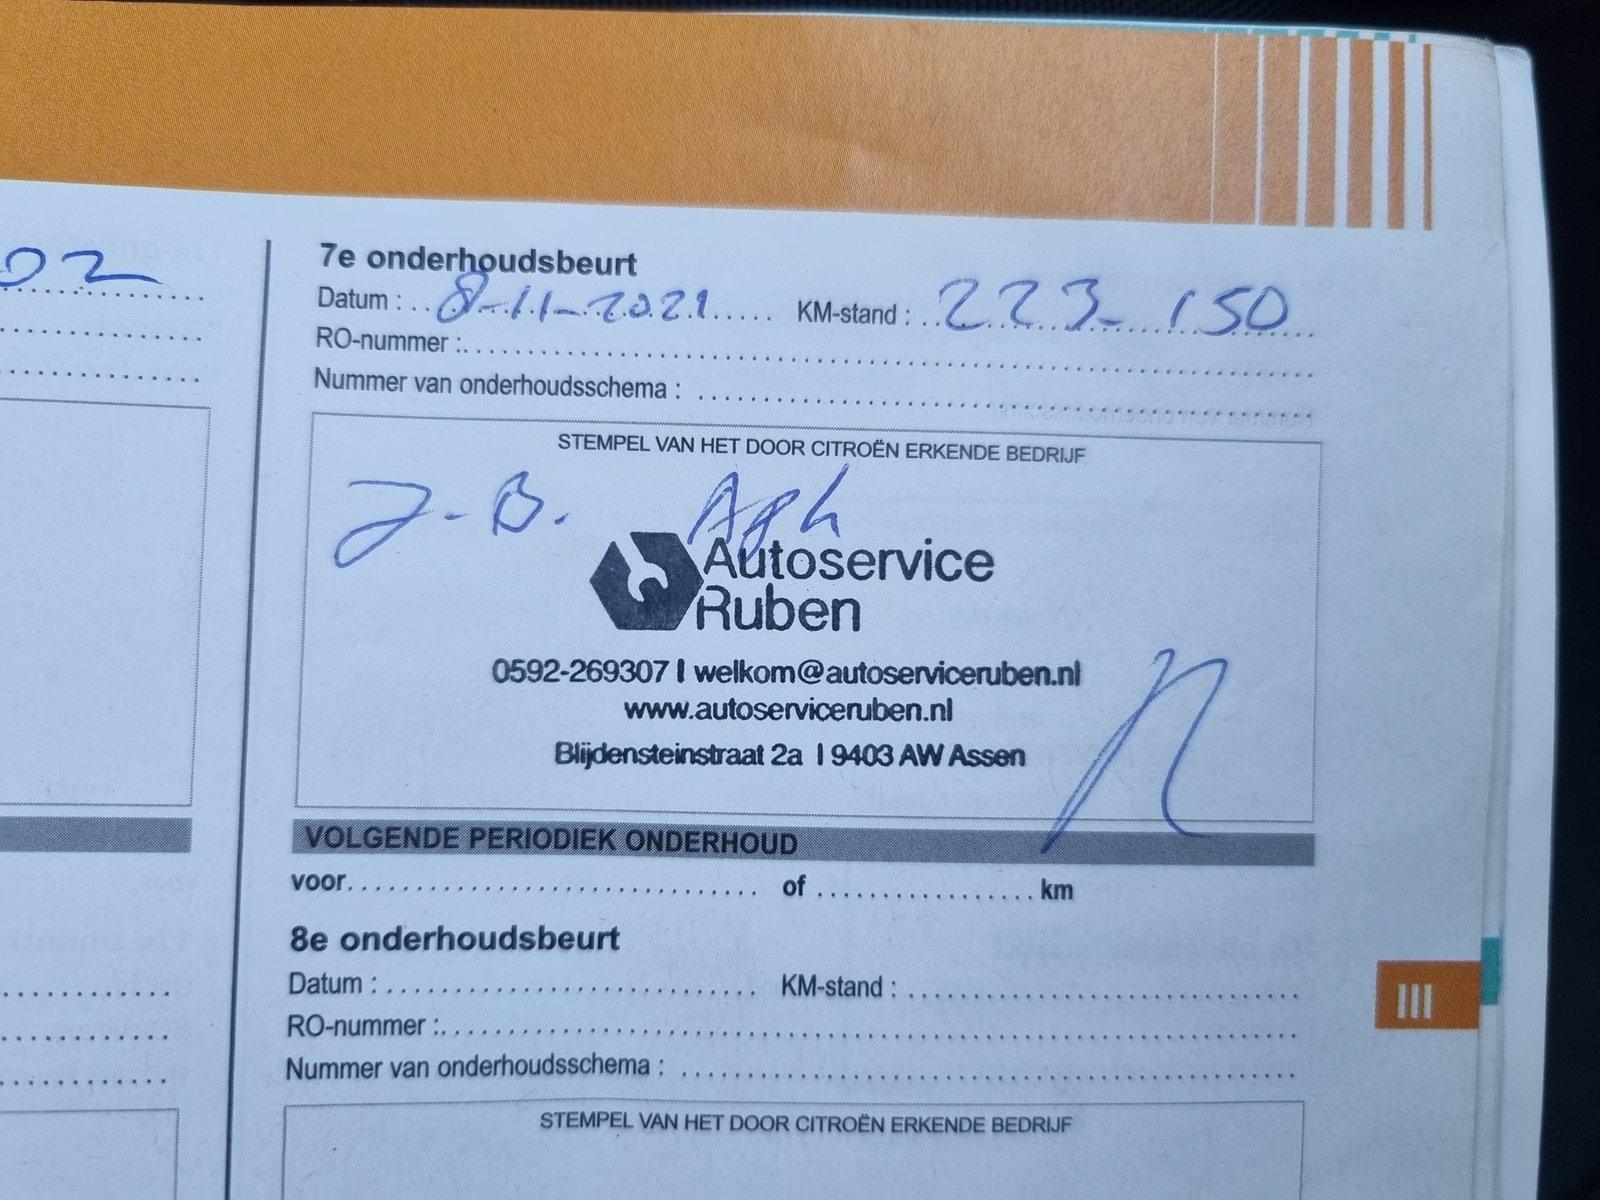 02
7e onderhoudsbeurt
Datum : 8-11-2021 KM-stand : 223-150
RO-nummer :
Nummer van onderhoudsschema :
STEMPEL VAN HET DOOR CITROËN ERKENDE BEDRIJF
J.B. Apk
Autoservice
Ruben
0592-269307 I welkom@autoserviceruben.nl
www.autoserviceruben.nl
Blijdensteinstraat 2a I 9403 AW Assen
VOLGENDE PERIODIEK ONDERHOUD
voor of km
8e onderhoudsbeurt
Datum : KM-stand :
RO-nummer :
Nummer van onderhoudsschema :
STEMPEL VAN HET DOOR CITROËN ERKENDE BEDRIJF
III